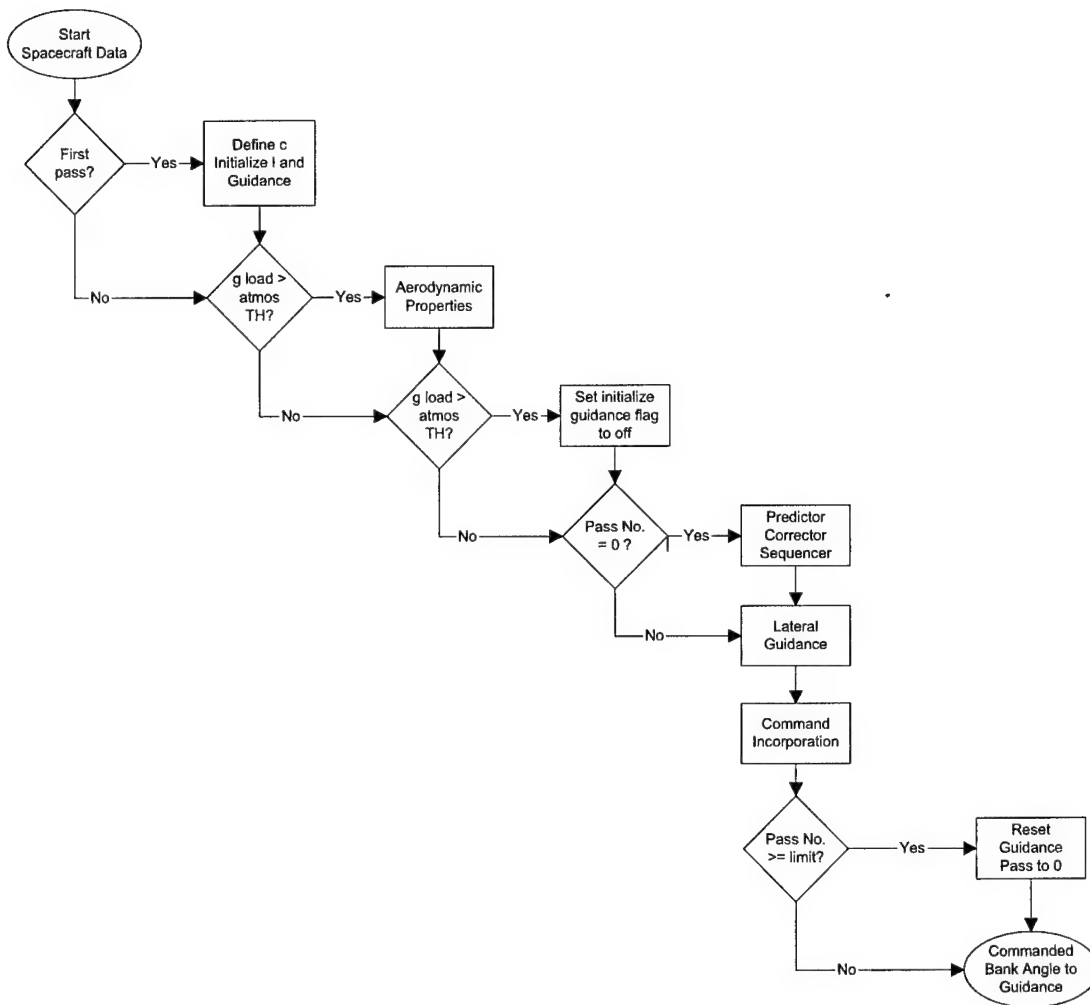 Start
Spacecraft Data
First
pass?
Yes
Define c
Initialize I and
Guidance
No
g load >
atmos
TH?
Yes
Aerodynamic
Properties
No
g load >
atmos
TH?
Yes
Set initialize
guidance flag
to off
No
Pass No.
= 0 ?
Yes
Predictor
Corrector
Sequencer
No
Lateral
Guidance
Command
Incorporation
Pass No.
>= limit?
Yes
Reset
Guidance
Pass to 0
No
Commanded
Bank Angle to
Guidance